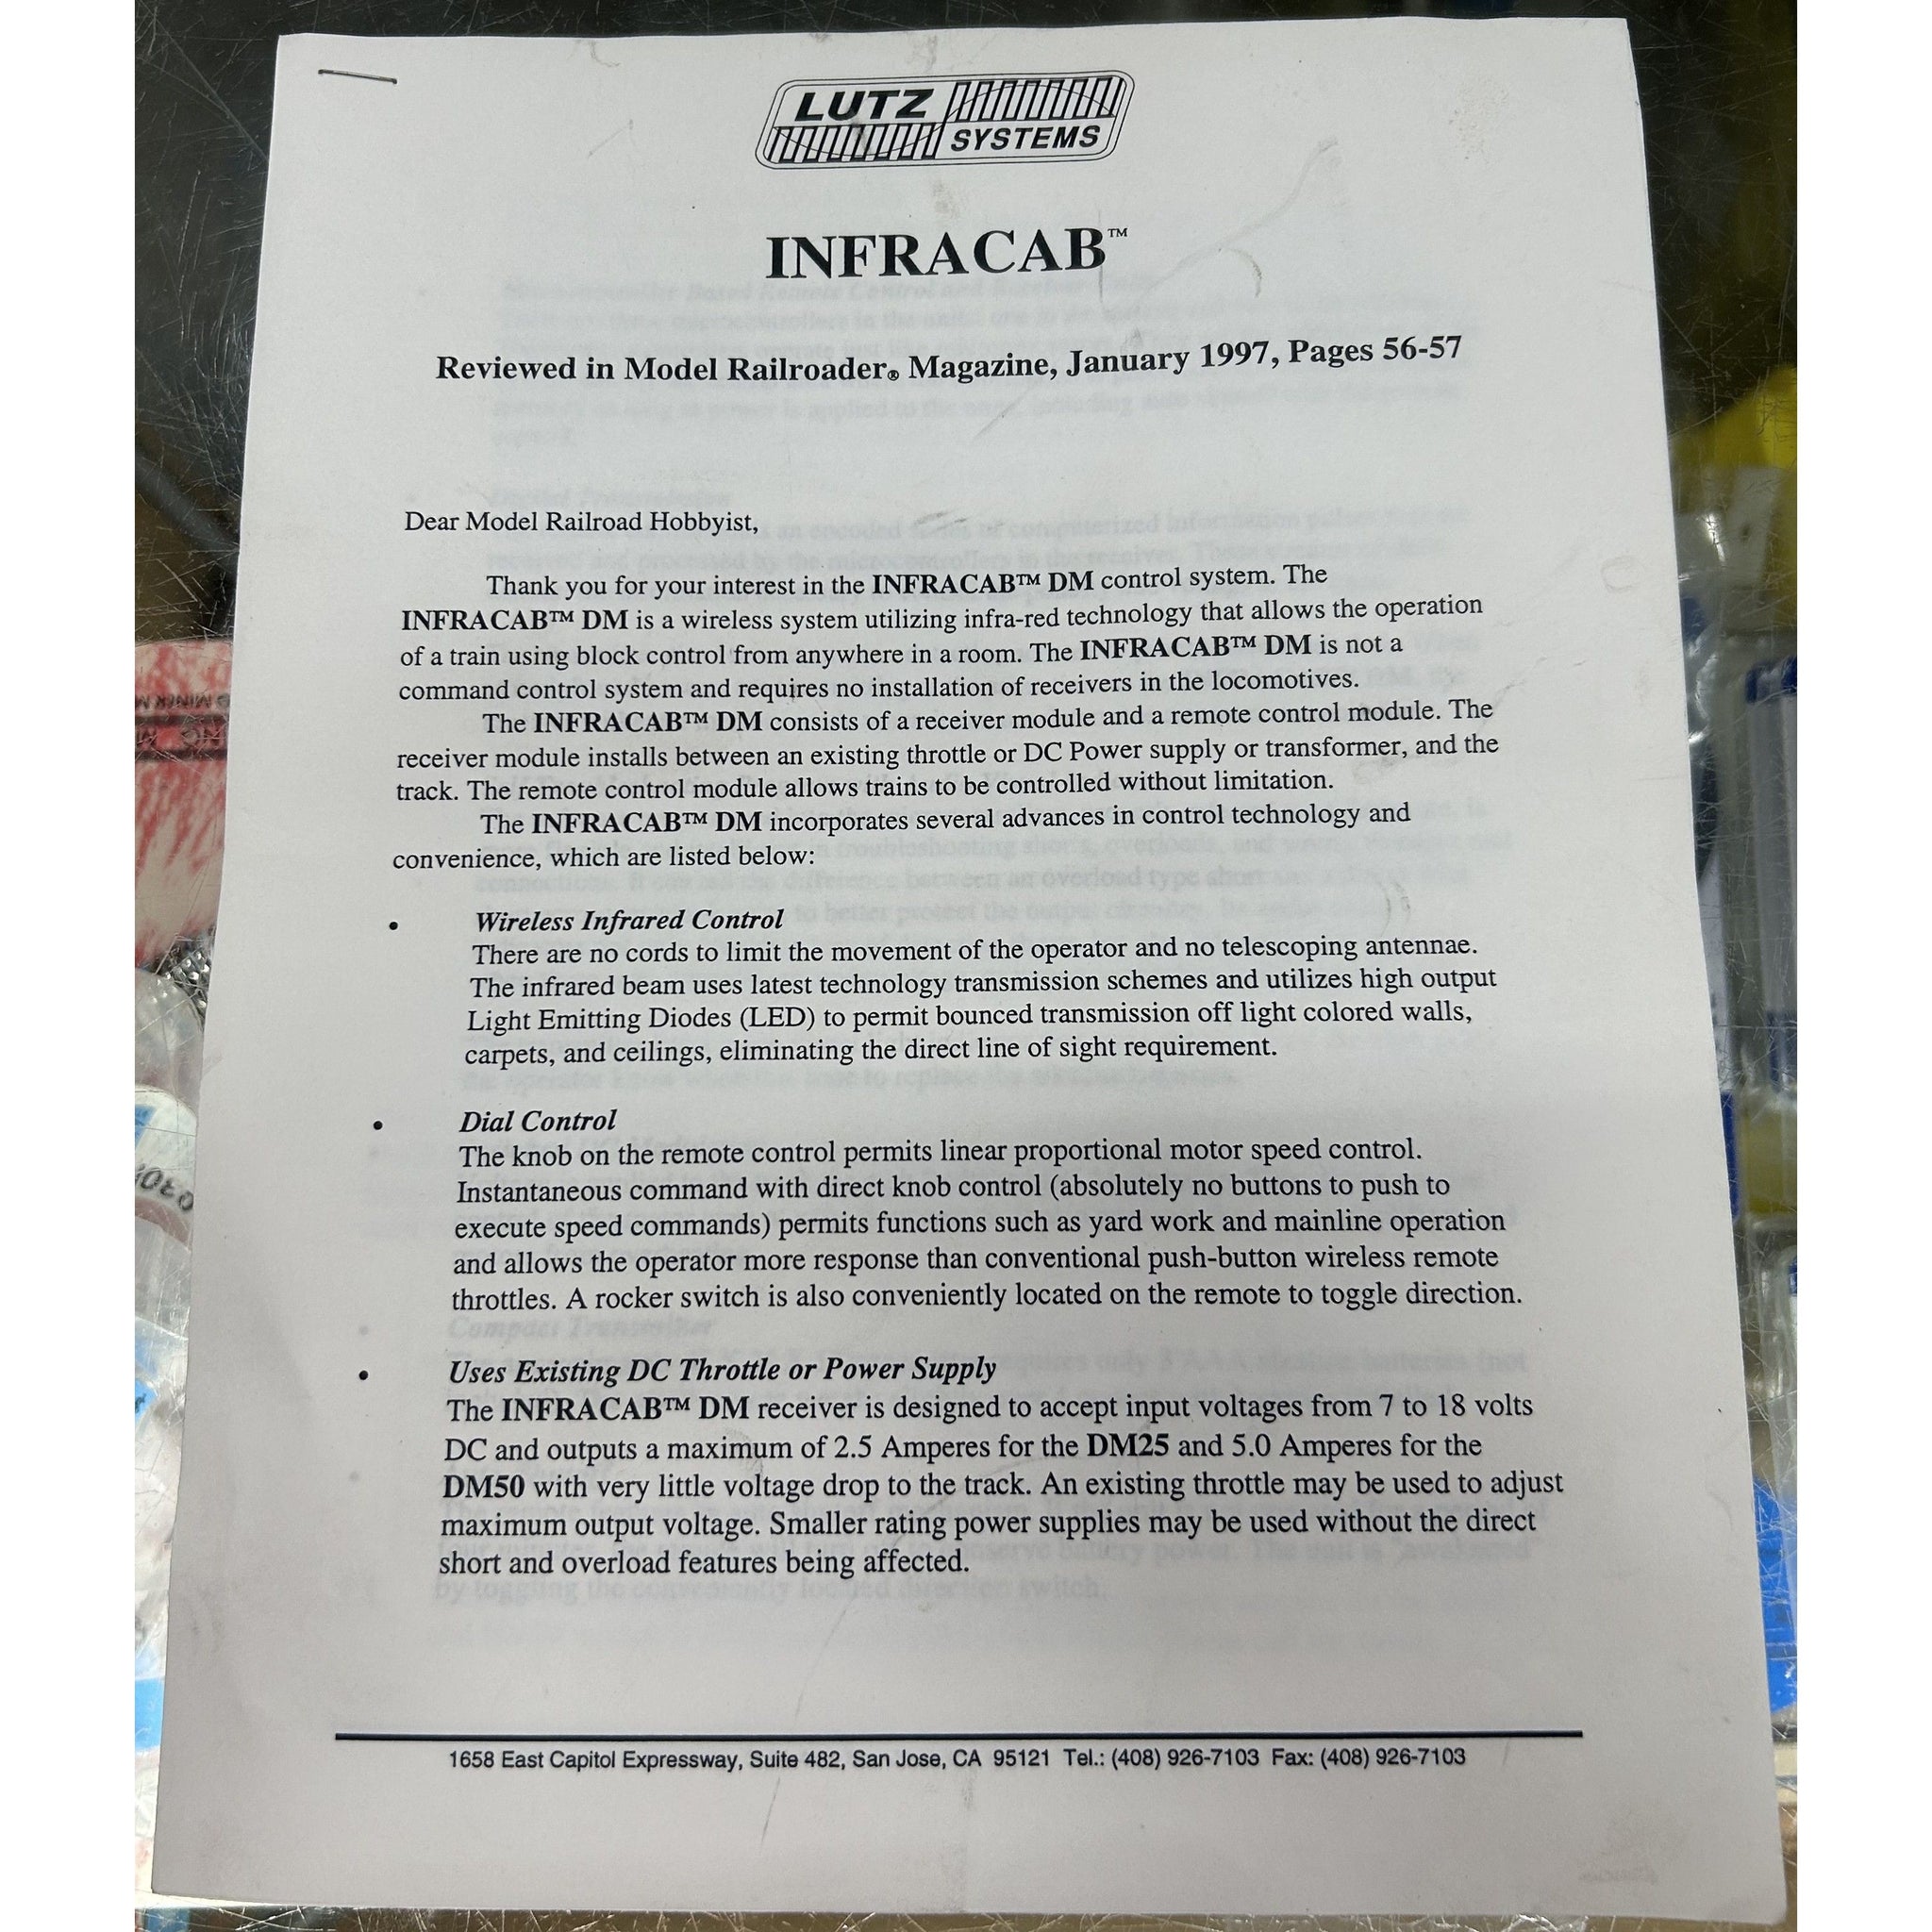 LUTZ
SYSTEMS
INFRACAB™
Reviewed in Model Railroader® Magazine, January 1997, Pages 56-57
Dear Model Railroad Hobbyist,
Thank you for your interest in the INFRACAB™ DM control system. The
INFRACAB™ DM is a wireless system utilizing infra-red technology that allows the operation
of a train using block control from anywhere in a room. The INFRACAB™ DM is not a
command control system and requires no installation of receivers in the locomotives.
The INFRACAB™ DM consists of a receiver module and a remote control module. The
receiver module installs between an existing throttle or DC Power supply or transformer, and the
track. The remote control module allows trains to be controlled without limitation.
The INFRACAB™ DM incorporates several advances in control technology and
convenience, which are listed below:
• Wireless Infrared Control
There are no cords to limit the movement of the operator and no telescoping antennae.
The infrared beam uses latest technology transmission schemes and utilizes high output
Light Emitting Diodes (LED) to permit bounced transmission off light colored walls,
carpets, and ceilings, eliminating the direct line of sight requirement.
• Dial Control
The knob on the remote control permits linear proportional motor speed control.
Instantaneous command with direct knob control (absolutely no buttons to push to
execute speed commands) permits functions such as yard work and mainline operation
and allows the operator more response than conventional push-button wireless remote
throttles. A rocker switch is also conveniently located on the remote to toggle direction.
• Uses Existing DC Throttle or Power Supply
The INFRACAB™ DM receiver is designed to accept input voltages from 7 to 18 volts
DC and outputs a maximum of 2.5 Amperes for the DM25 and 5.0 Amperes for the
DM50 with very little voltage drop to the track. An existing throttle may be used to adjust
maximum output voltage. Smaller rating power supplies may be used without the direct
short and overload features being affected.
1658 East Capitol Expressway, Suite 482, San Jose, CA 95121 Tel.: (408) 926-7103 Fax: (408) 926-7103